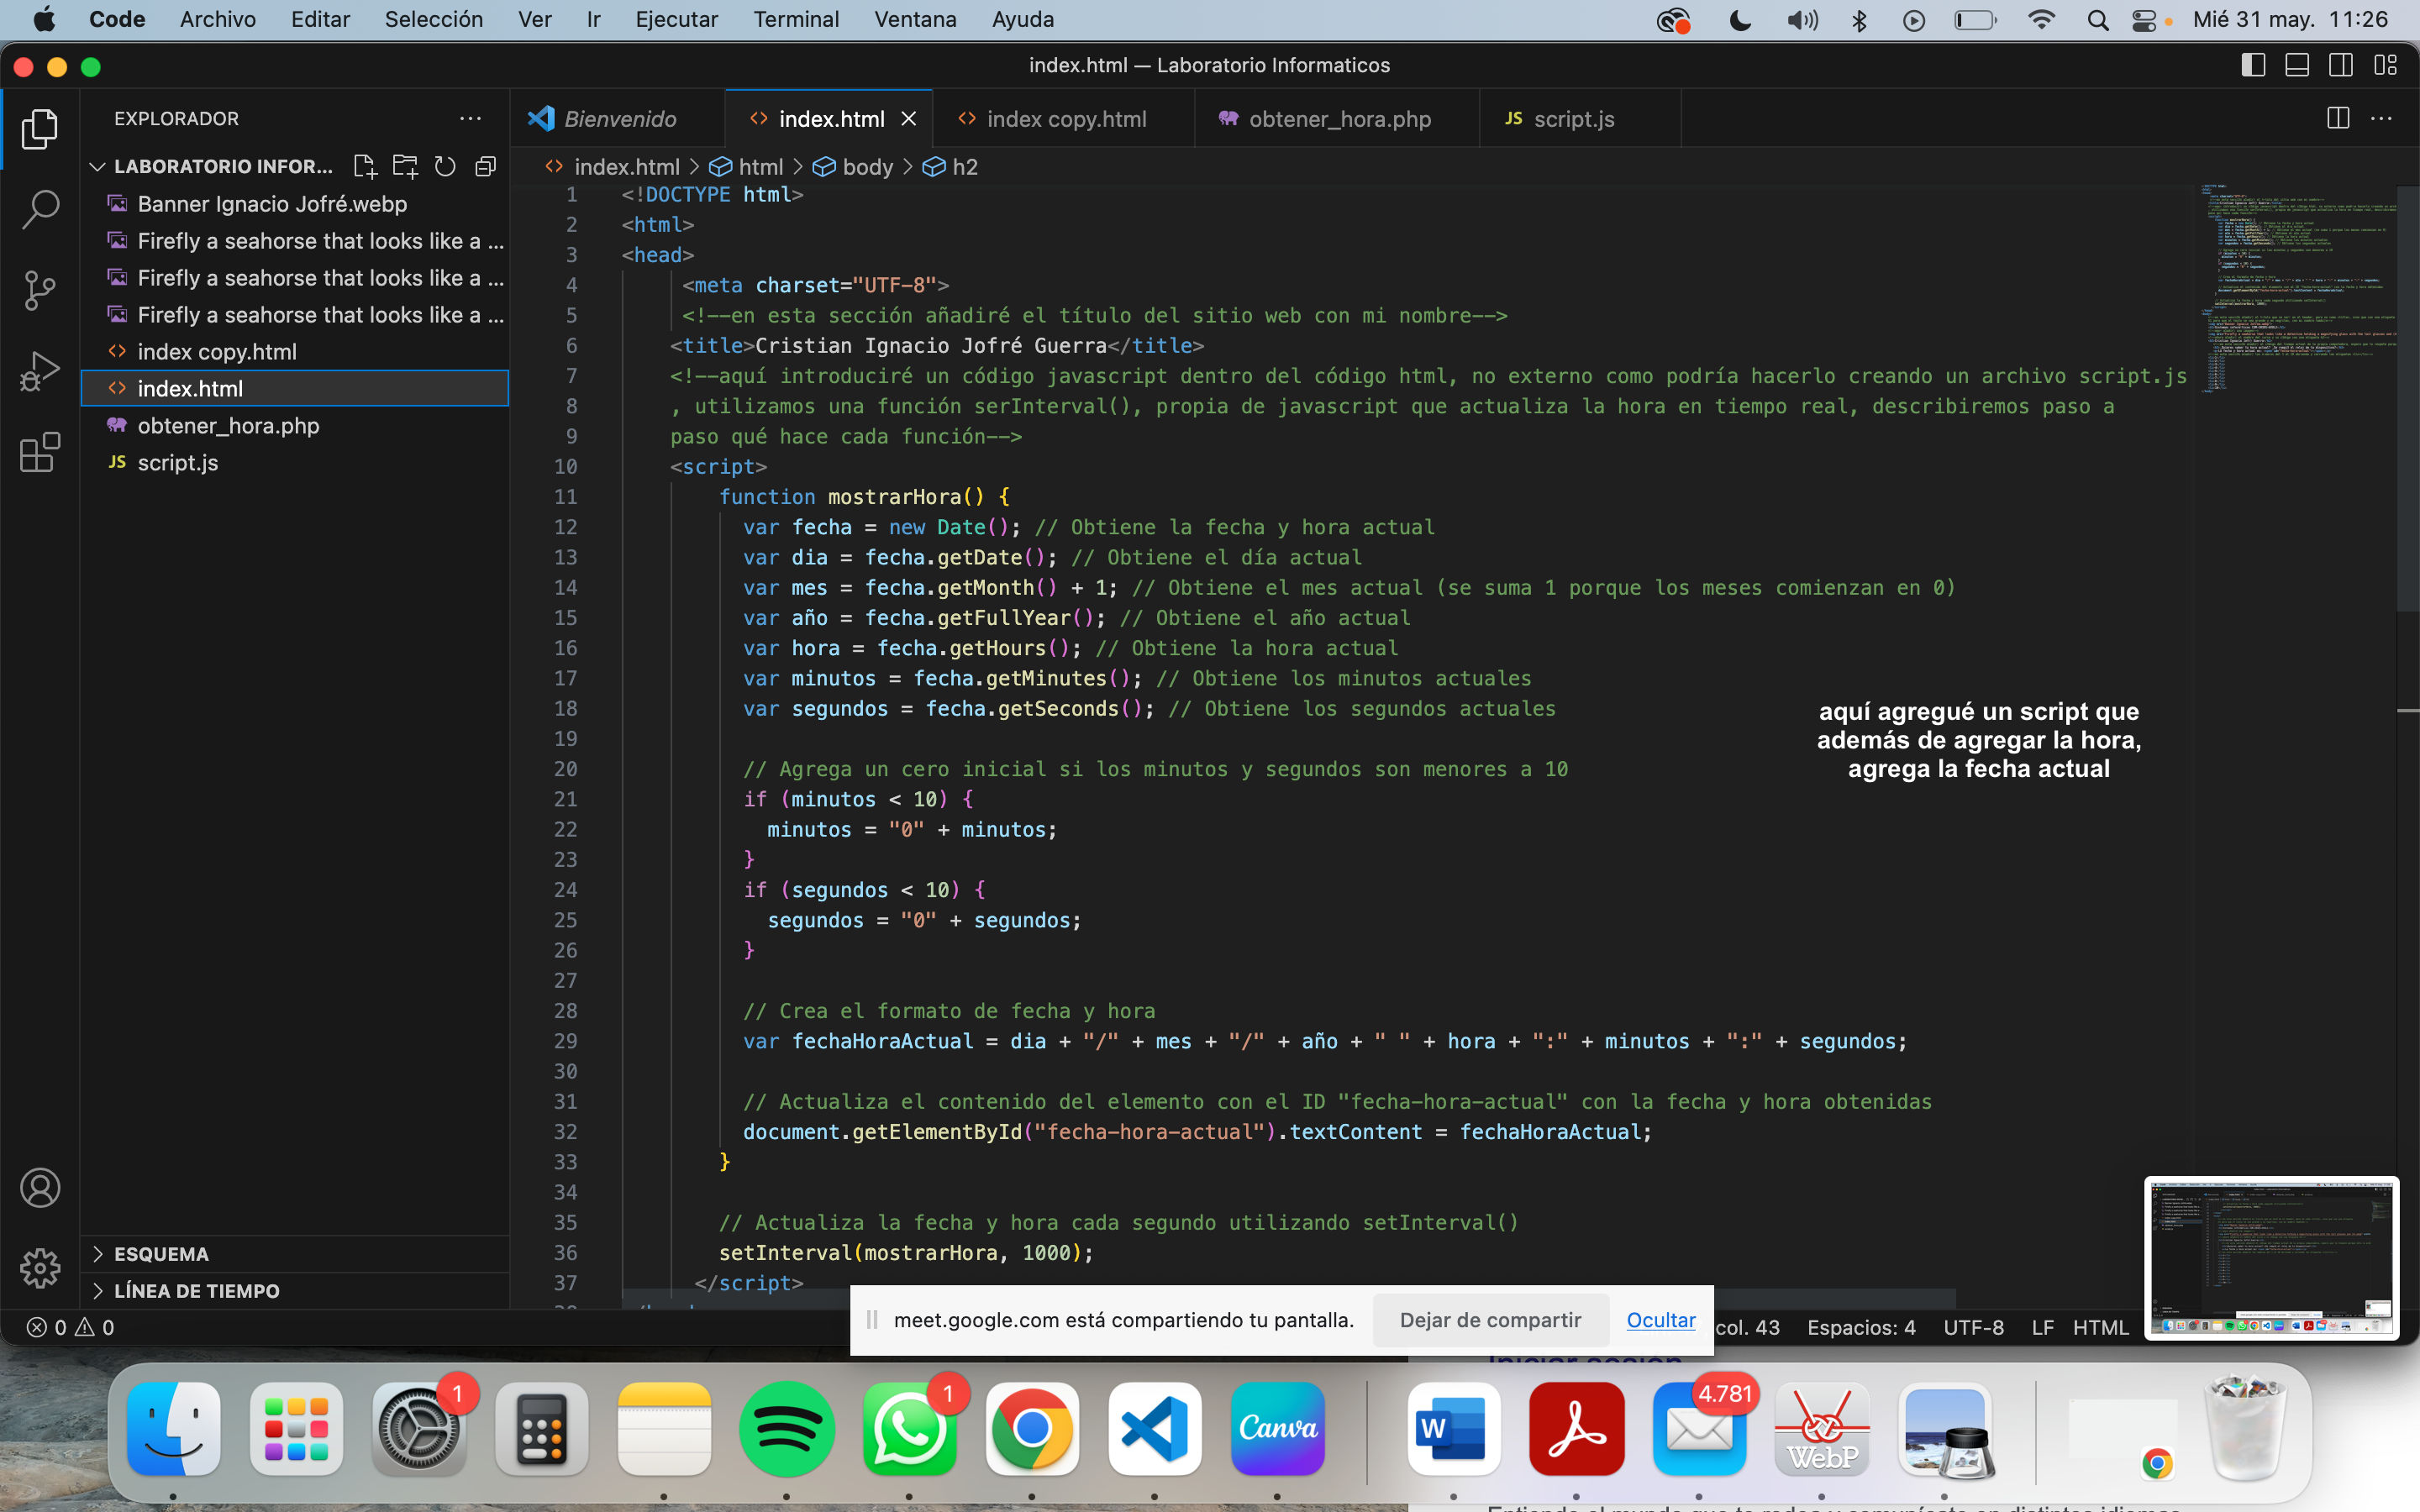 Code Archivo Editar Selección Ver Ir Ejecutar Terminal Ventana Ayuda
Mié 31 may. 11:26
index.html — Laboratorio Informaticos
EXPLORADOR
LABORATORIO INFOR...
Banner Ignacio Jofré.webp
Firefly a seahorse that looks like a ...
Firefly a seahorse that looks like a ...
Firefly a seahorse that looks like a ...
index copy.html
index.html
obtener_hora.php
JS script.js
ESQUEMA
LÍNEA DE TIEMPO
Bienvenido index.html index copy.html obtener_hora.php JS script.js
index.html > html > body > h2
1 <!DOCTYPE html>
2 <html>
3 <head>
4 <meta charset="UTF-8">
5 <!--en esta sección añadiré el título del sitio web con mi nombre-->
6 <title>Cristian Ignacio Jofré Guerra</title>
7 <!--aquí introduciré un código javascript dentro del código html, no externo como podría hacerlo creando un archivo script.js
8 , utilizamos una función serInterval(), propia de javascript que actualiza la hora en tiempo real, describiremos paso a
9 paso qué hace cada función-->
10 <script>
11 function mostrarHora() {
12 var fecha = new Date(); // Obtiene la fecha y hora actual
13 var dia = fecha.getDate(); // Obtiene el día actual
14 var mes = fecha.getMonth() + 1; // Obtiene el mes actual (se suma 1 porque los meses comienzan en 0)
15 var año = fecha.getFullYear(); // Obtiene el año actual
16 var hora = fecha.getHours(); // Obtiene la hora actual
17 var minutos = fecha.getMinutes(); // Obtiene los minutos actuales
18 var segundos = fecha.getSeconds(); // Obtiene los segundos actuales
19
20 // Agrega un cero inicial si los minutos y segundos son menores a 10
21 if (minutos < 10) {
22 minutos = "0" + minutos;
23 }
24 if (segundos < 10) {
25 segundos = "0" + segundos;
26 }
27
28 // Crea el formato de fecha y hora
29 var fechaHoraActual = dia + "/" + mes + "/" + año + " " + hora + ":" + minutos + ":" + segundos;
30
31 // Actualiza el contenido del elemento con el ID "fecha-hora-actual" con la fecha y hora obtenidas
32 document.getElementById("fecha-hora-actual").textContent = fechaHoraActual;
33 }
34
35 // Actualiza la fecha y hora cada segundo utilizando setInterval()
36 setInterval(mostrarHora, 1000);
37 </script>
aquí agregué un script que
además de agregar la hora,
agrega la fecha actual
meet.google.com está compartiendo tu pantalla. Dejar de compartir Ocultar
0 0
col. 43 Espacios: 4 UTF-8 LF HTML
1
1
Canva
W
4.781
WebP